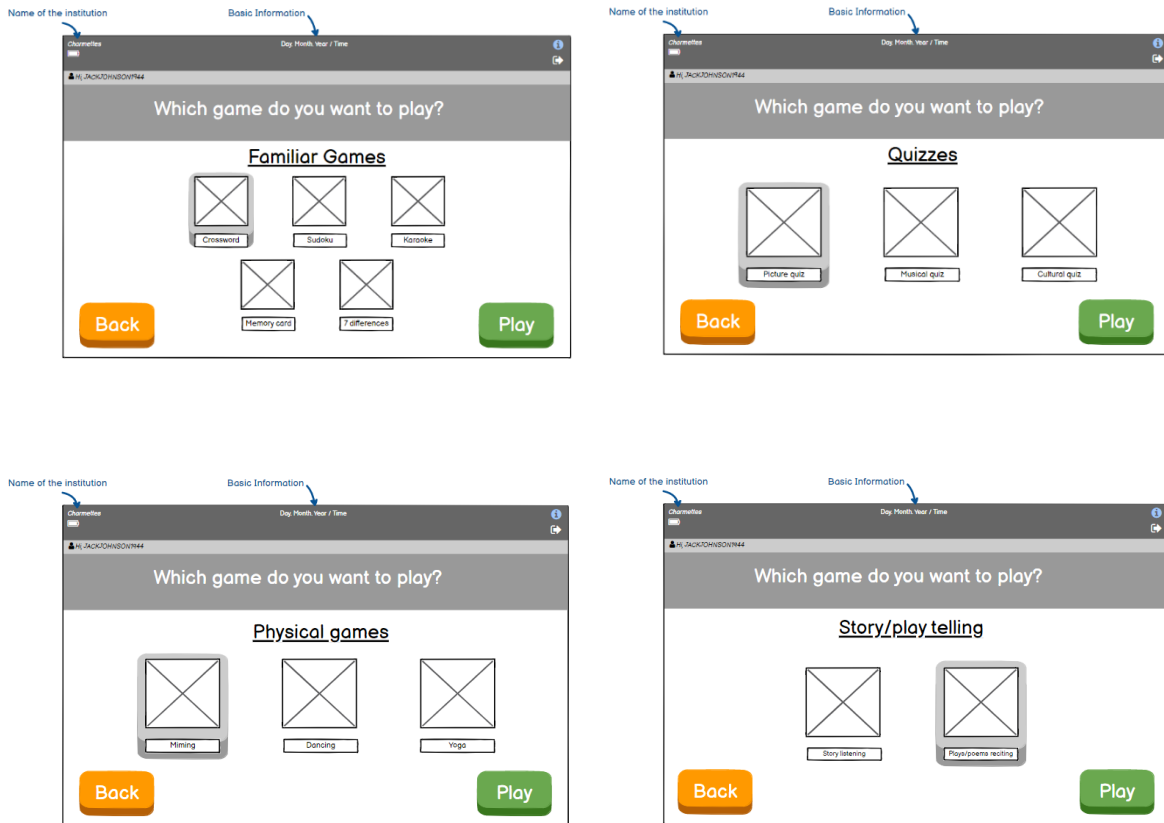 Name of the institution
Basic Information
Charmettes
Day, Month, Year / Time
Hi, JACKJOHNSON1944
Which game do you want to play?
Familiar Games
Crossword
Sudoku
Karaoke
Memory card
7 differences
Back
Play
Name of the institution
Basic Information
Charmettes
Day, Month, Year / Time
Hi, JACKJOHNSON1944
Which game do you want to play?
Quizzes
Picture quiz
Musical quiz
Cultural quiz
Back
Play
Name of the institution
Basic Information
Charmettes
Day, Month, Year / Time
Hi, JACKJOHNSON1944
Which game do you want to play?
Physical games
Miming
Dancing
Yoga
Back
Play
Name of the institution
Basic Information
Charmettes
Day, Month, Year / Time
Hi, JACKJOHNSON1944
Which game do you want to play?
Story/play telling
Story listening
Plays/poems reciting
Back
Play